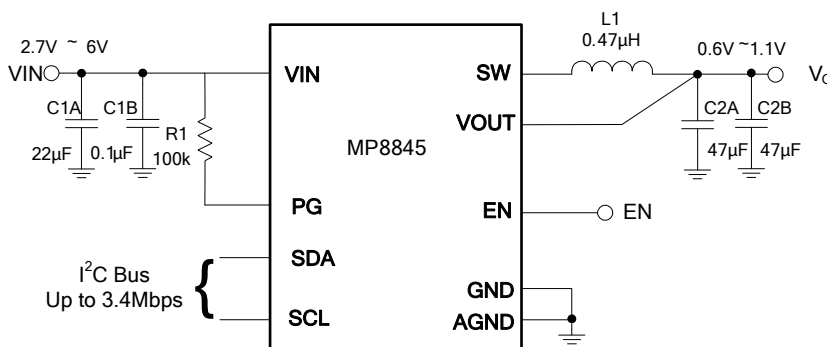 L1
0.47µH
2.7V ~ 6V
0.6V ~1.1V
VIN
VIN
SW
C1A
C1B
R1
100k
22µF
0.1µF
VOUT
C2A
C2B
47µF
47µF
MP8845
PG
EN
EN
SDA
I²C Bus
Up to 3.4Mbps
SCL
GND
AGND